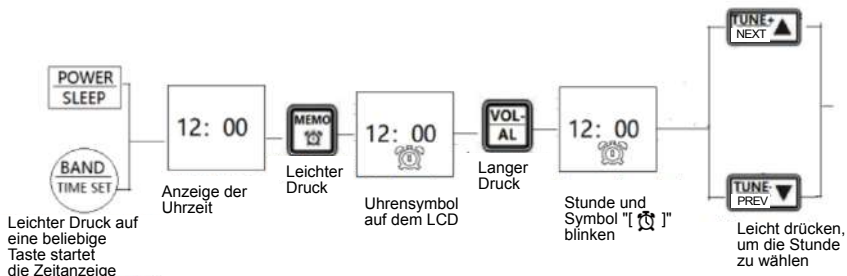 POWER
SLEEP
BAND
TIME SET
Leichter Druck auf
eine beliebige
Taste startet
die Zeitanzeige
12: 00
Anzeige der
Uhrzeit
MEMO
Leichter
Druck
12: 00
Uhrensymbol
auf dem LCD
VOL-
AL
Langer
Druck
12: 00
Stunde und
Symbol "[ ]"
blinken
TUNE+
NEXT
TUNE-
PREV
Leicht drücken,
um die Stunde
zu wählen